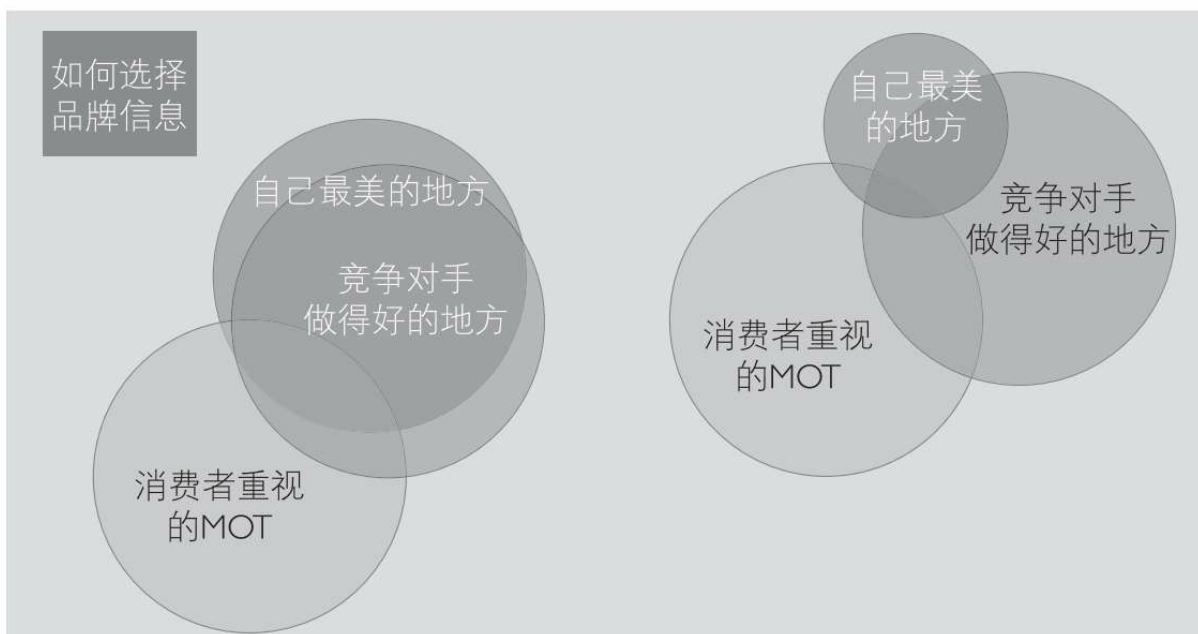 如何选择
品牌信息
自己最美的地方
竞争对手
做得好的地方
消费者重视
的MOT
自己最美
的地方
竞争对手
做得好的地方
消费者重视
的MOT